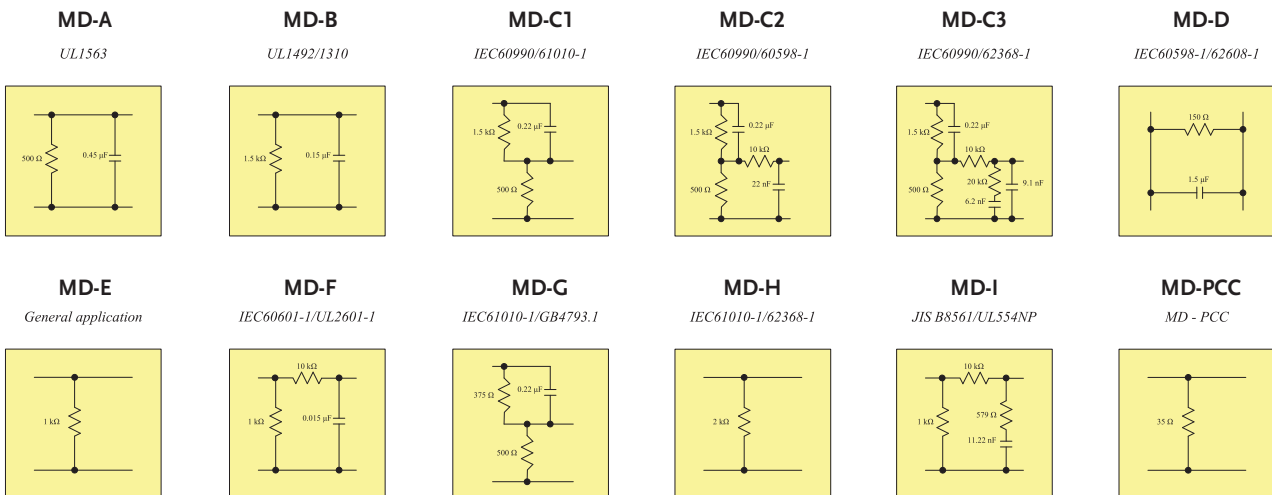 MD-A
UL1563
500 Ω
0.45 µF
MD-B
UL1492/1310
1.5 kΩ
0.15 µF
MD-C1
IEC60990/61010-1
1.5 kΩ
0.22 µF
500 Ω
MD-C2
IEC60990/60598-1
1.5 kΩ
0.22 µF
10 kΩ
500 Ω
22 nF
MD-C3
IEC60990/62368-1
1.5 kΩ
0.22 µF
10 kΩ
500 Ω
20 kΩ
9.1 nF
6.2 nF
MD-D
IEC60598-1/62608-1
150 Ω
1.5 µF
MD-E
General application
1 kΩ
MD-F
IEC60601-1/UL2601-1
10 kΩ
1 kΩ
0.015 µF
MD-G
IEC61010-1/GB4793.1
375 Ω
0.22 µF
500 Ω
MD-H
IEC61010-1/62368-1
2 kΩ
MD-I
JIS B8561/UL554NP
10 kΩ
1 kΩ
579 Ω
11.22 nF
MD-PCC
MD - PCC
35 Ω